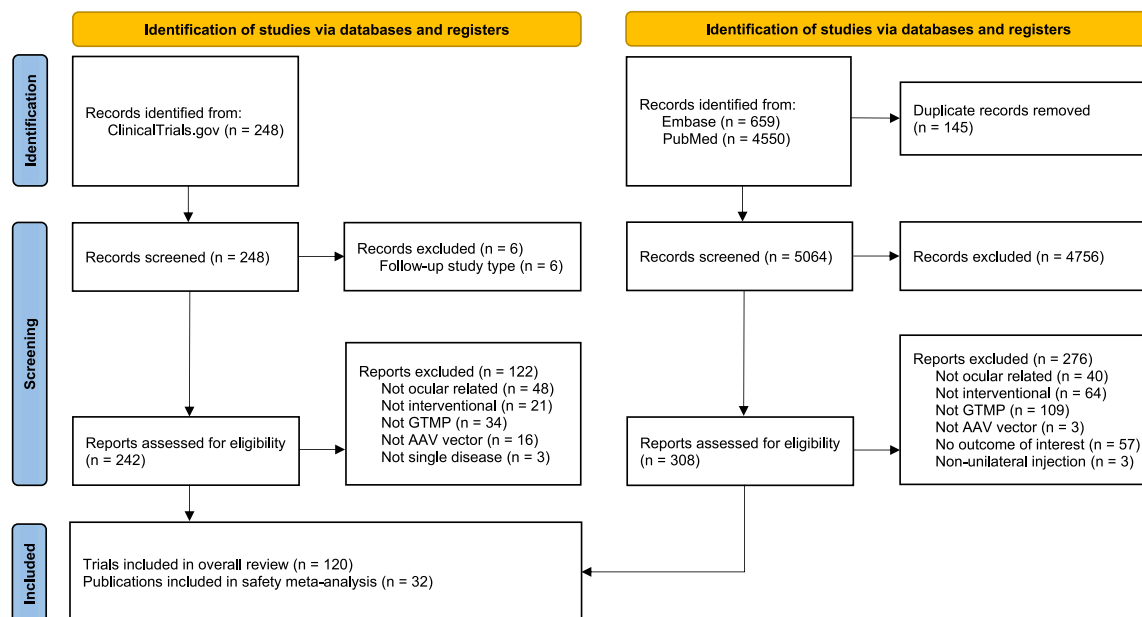 Identification of studies via databases and registers
Identification of studies via databases and registers
Identification
Records identified from:
ClinicalTrials.gov (n = 248)
Records identified from:
Embase (n = 659)
PubMed (n = 4550)
Duplicate records removed
(n = 145)
Screening
Records screened (n = 248)
Records excluded (n = 6)
Follow-up study type (n = 6)
Records screened (n = 5064)
Records excluded (n = 4756)
Reports assessed for eligibility
(n = 242)
Reports excluded (n = 122)
Not ocular related (n = 48)
Not interventional (n = 21)
Not GTMP (n = 34)
Not AAV vector (n = 16)
Not single disease (n = 3)
Reports assessed for eligibility
(n = 308)
Reports excluded (n = 276)
Not ocular related (n = 40)
Not interventional (n = 64)
Not GTMP (n = 109)
Not AAV vector (n = 3)
No outcome of interest (n = 57)
Non-unilateral injection (n = 3)
Included
Trials included in overall review (n = 120)
Publications included in safety meta-analysis (n = 32)